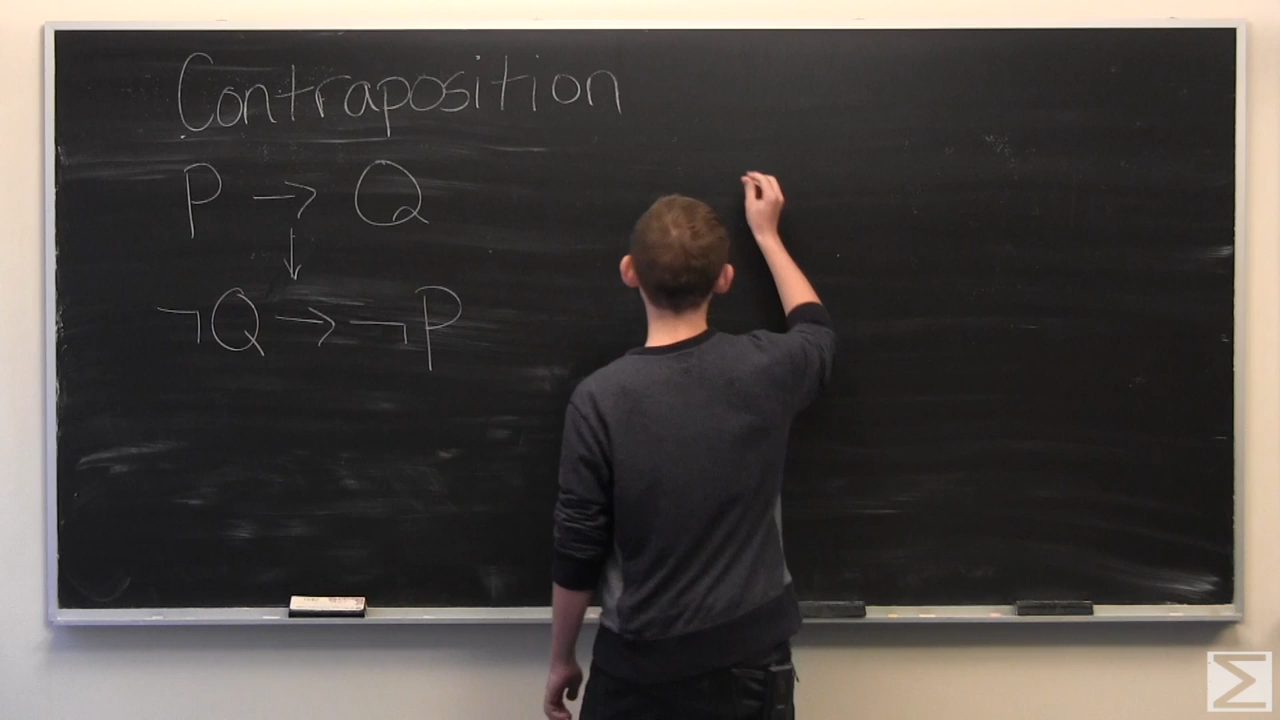 Contraposition
P → Q
↓
¬Q → ¬P
Σ